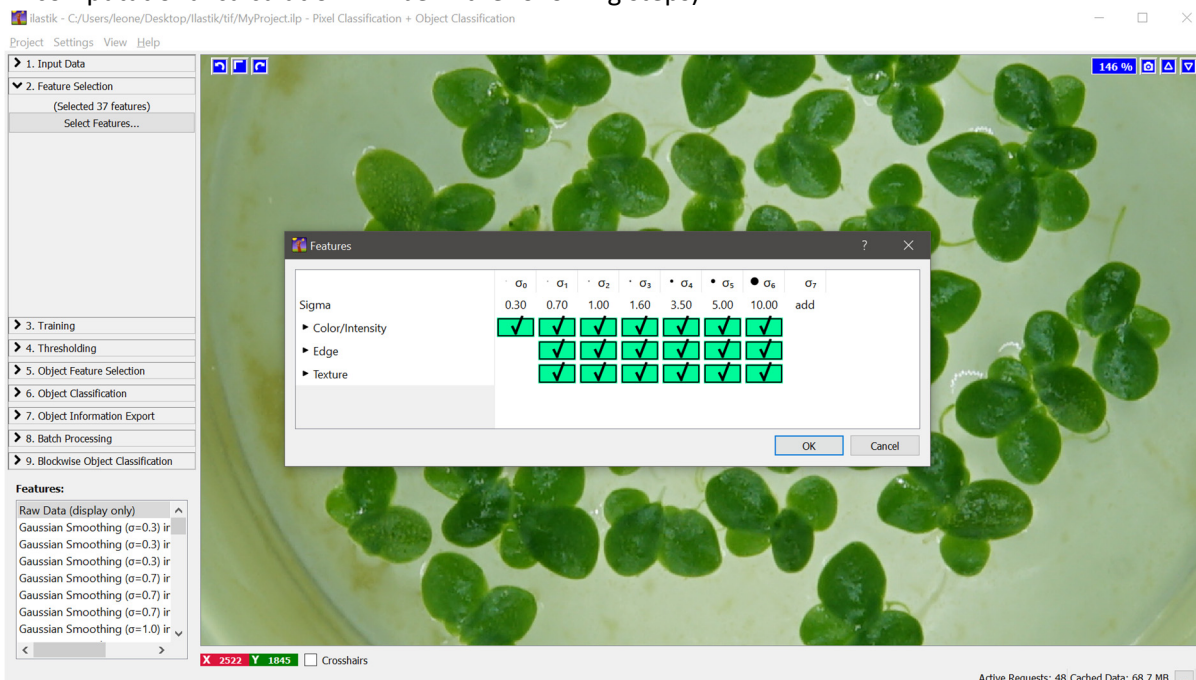 ilastik - C:/Users/leone/Desktop/Ilastik/tif/MyProject.ilp - Pixel Classification + Object Classification
Project Settings View Help
1. Input Data
2. Feature Selection
(Selected 37 features)
Select Features...
146 %
Features
? ×
σ₀ σ₁ σ₂ σ₃ σ₄ σ₅ σ₆ σ₇
Sigma 0.30 0.70 1.00 1.60 3.50 5.00 10.00 add
Color/Intensity
Edge
Texture
OK Cancel
3. Training
4. Thresholding
5. Object Feature Selection
6. Object Classification
7. Object Information Export
8. Batch Processing
9. Blockwise Object Classification
Features:
Raw Data (display only)
Gaussian Smoothing (σ=0.3) ir
Gaussian Smoothing (σ=0.3) ir
Gaussian Smoothing (σ=0.3) ir
Gaussian Smoothing (σ=0.7) ir
Gaussian Smoothing (σ=0.7) ir
Gaussian Smoothing (σ=0.7) ir
Gaussian Smoothing (σ=1.0) ir
X 2522 Y 1845 Crosshairs
Active Requests: 48 Cached Data: 68.7 MB